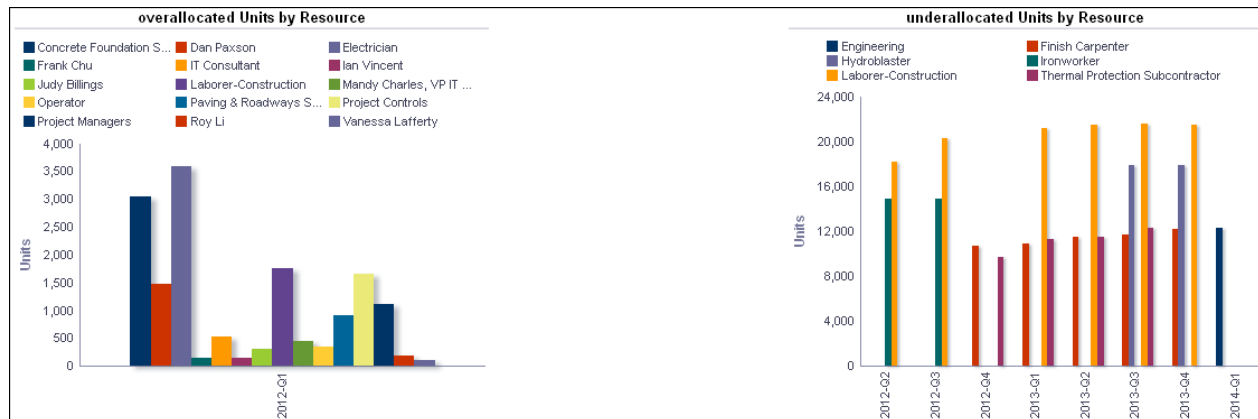 overallocated Units by Resource
Concrete Foundation S... Dan Paxson Electrician
Frank Chu IT Consultant Ian Vincent
Judy Billings Laborer-Construction Mandy Charles, VP IT ...
Operator Paving & Roadways S... Project Controls
Project Managers Roy Li Vanessa Lafferty
4,000
3,500
3,000
2,500
2,000
1,500
1,000
500
0
Units
2012-Q1
underallocated Units by Resource
Engineering Finish Carpenter
Hydroblaster Ironworker
Laborer-Construction Thermal Protection Subcontractor
24,000
20,000
16,000
12,000
8,000
4,000
0
Units
2012-Q2
2012-Q3
2012-Q4
2013-Q1
2013-Q2
2013-Q3
2013-Q4
2014-Q1